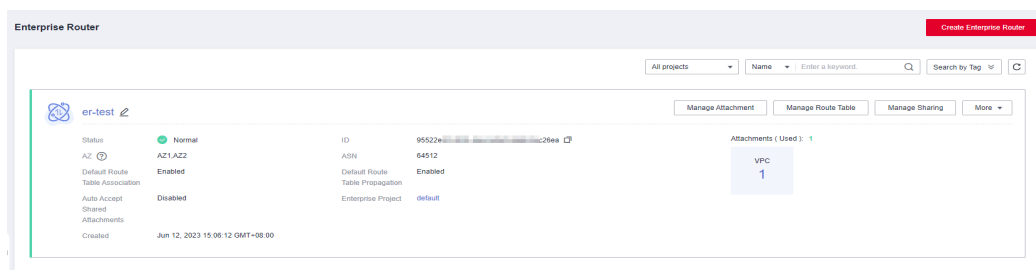 Enterprise Router
Create Enterprise Router
All projects
Name
Enter a keyword.
Search by Tag
er-test
Manage Attachment
Manage Route Table
Manage Sharing
More
Status
Normal
ID
95522e
c26ea
Attachments ( Used ): 1
AZ
AZ1,AZ2
ASN
64512
VPC
1
Default Route
Table Association
Enabled
Default Route
Table Propagation
Enabled
Auto Accept
Shared
Attachments
Disabled
Enterprise Project
default
Created
Jun 12, 2023 15:06:12 GMT+08:00